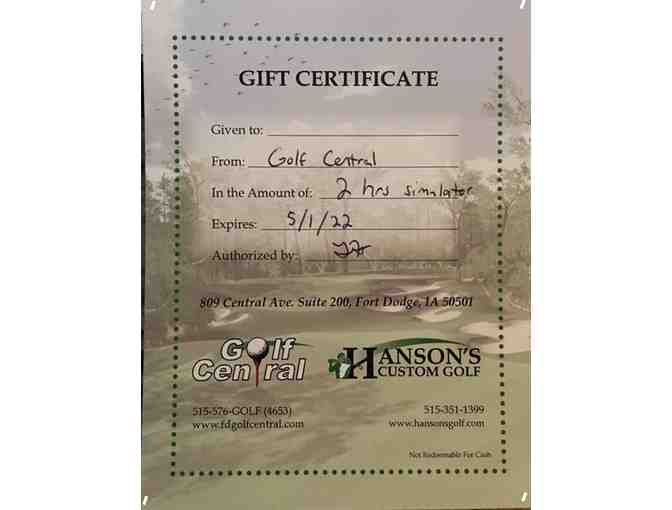 GIFT CERTIFICATE
Given to:
From: Golf Central
In the Amount of: 2 hrs simulator
Expires: 5/1/22
Authorized by:
809 Central Ave. Suite 200, Fort Dodge, IA 50501
Golf Central
HANSON'S CUSTOM GOLF
515-576-GOLF (4653)
www.fdgolfcentral.com
515-351-1399
www.hansonsgolf.com
Not Redeemable For Cash